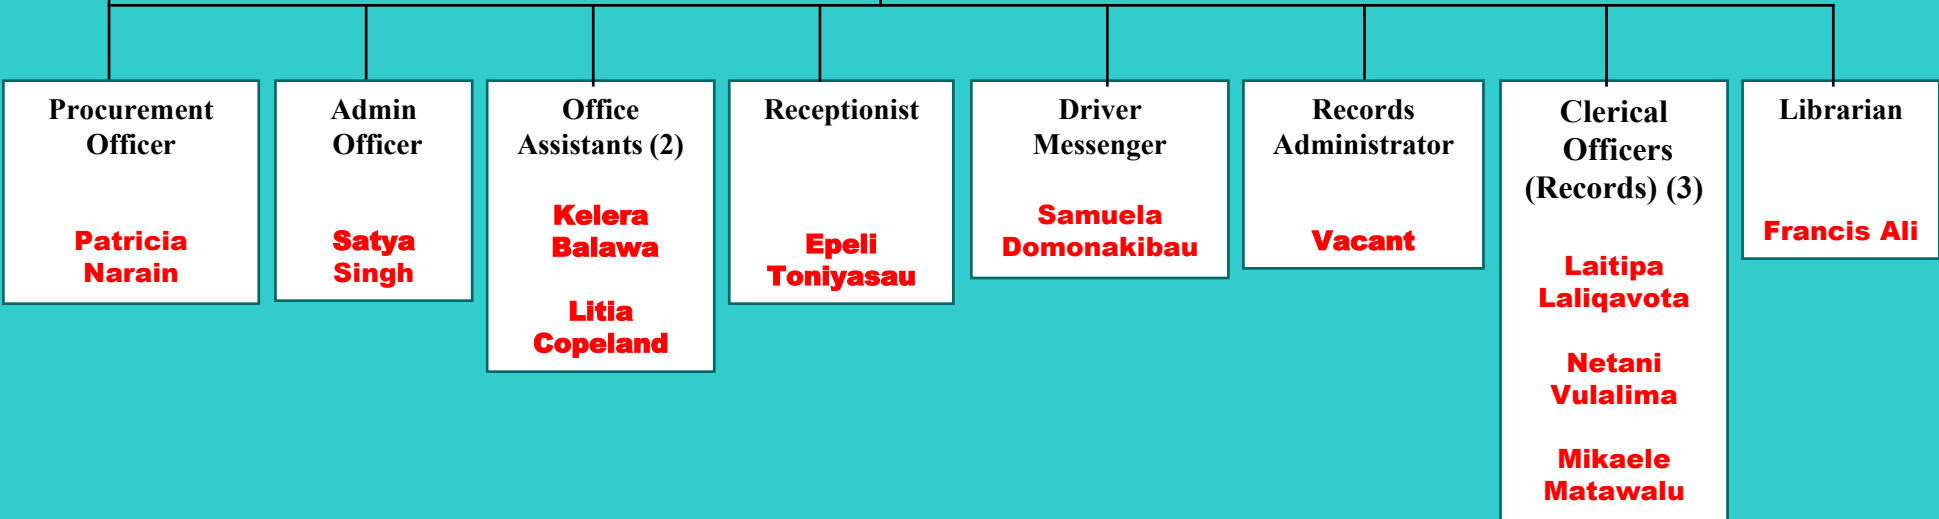 Procurement
Officer
Patricia
Narain
Admin
Officer
Satya
Singh
Office
Assistants (2)
Kelera
Balawa
Litia
Copeland
Receptionist
Epeli
Toniyasau
Driver
Messenger
Samuela
Domonakibau
Records
Administrator
Vacant
Clerical
Officers
(Records) (3)
Laitipa
Laliqavota
Netani
Vulalima
Mikaele
Matawalu
Librarian
Francis Ali